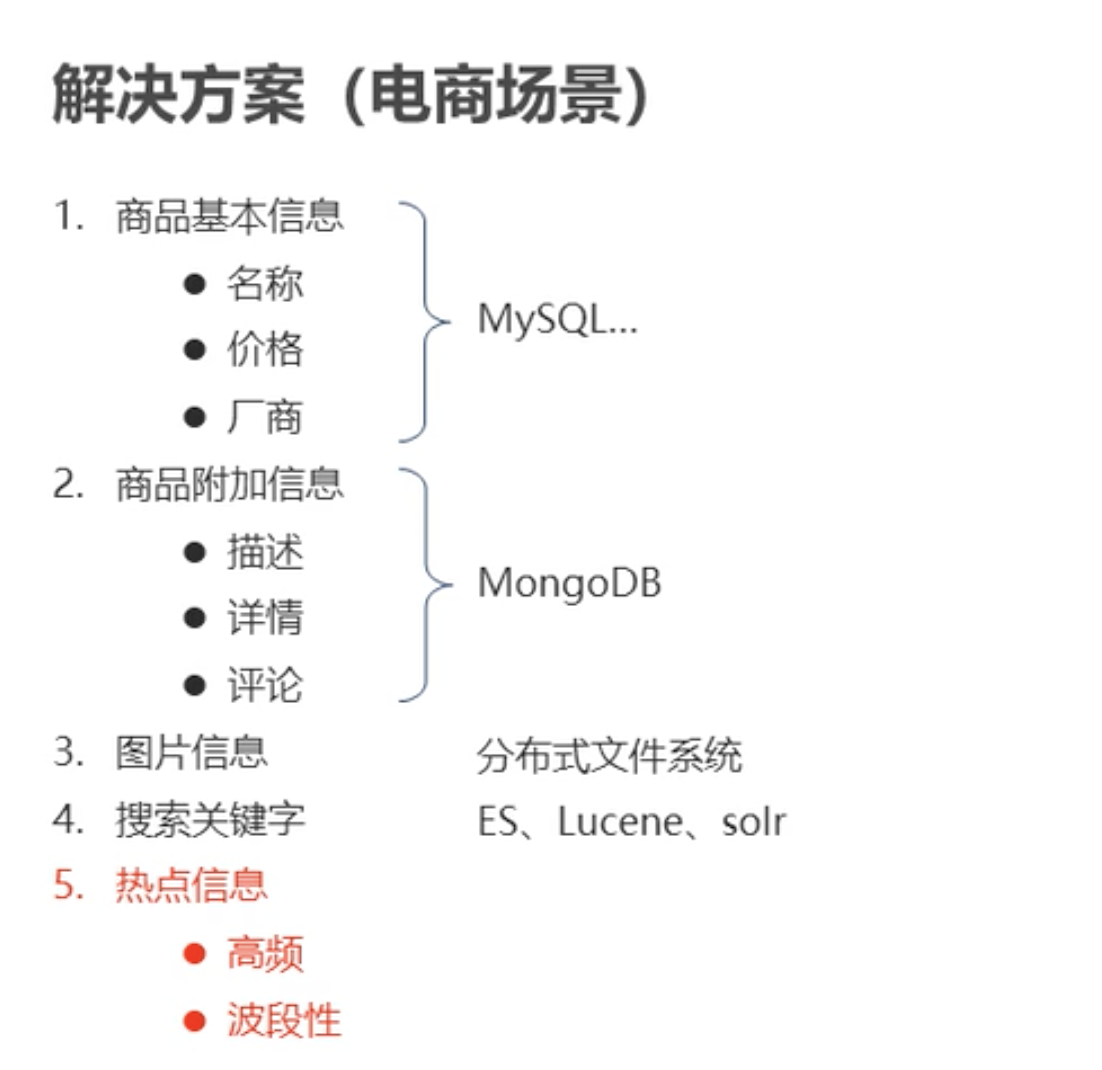 解决方案（电商场景）
1. 商品基本信息
● 名称
● 价格
● 厂商
MySQL...
2. 商品附加信息
● 描述
● 详情
● 评论
MongoDB
3. 图片信息 分布式文件系统
4. 搜索关键字 ES、Lucene、solr
5. 热点信息
● 高频
● 波段性